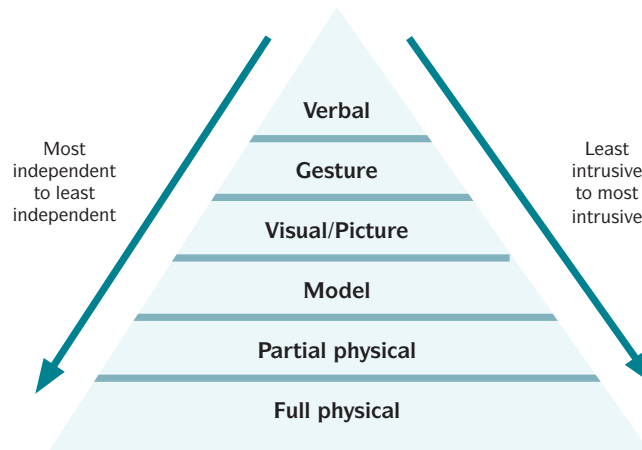 Verbal
Gesture
Visual/Picture
Model
Partial physical
Full physical
Most
independent
to least
independent
Least
intrusive
to most
intrusive